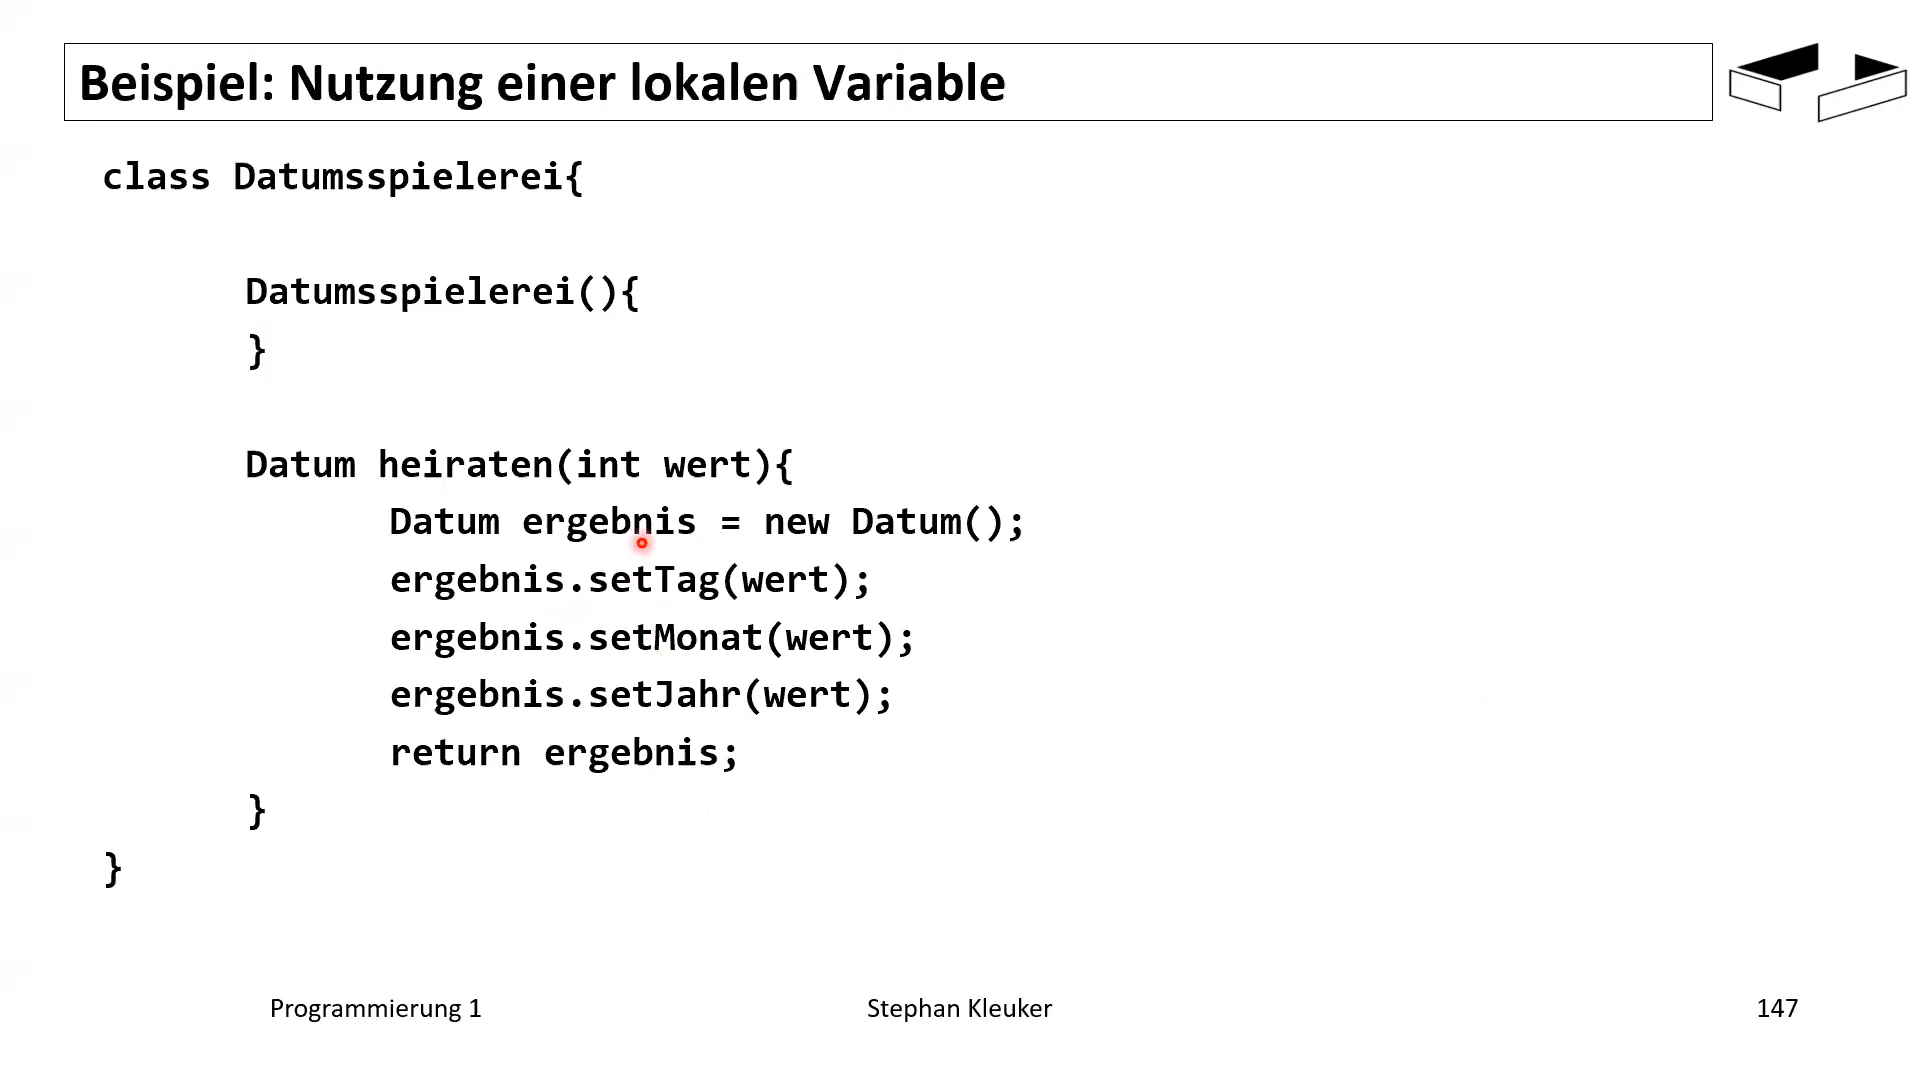 Beispiel: Nutzung einer lokalen Variable
class Datumsspielerei{
Datumsspielerei(){
}
Datum heiraten(int wert){
Datum ergebnis = new Datum();
ergebnis.setTag(wert);
ergebnis.setMonat(wert);
ergebnis.setJahr(wert);
return ergebnis;
}
}
Programmierung 1
Stephan Kleuker
147